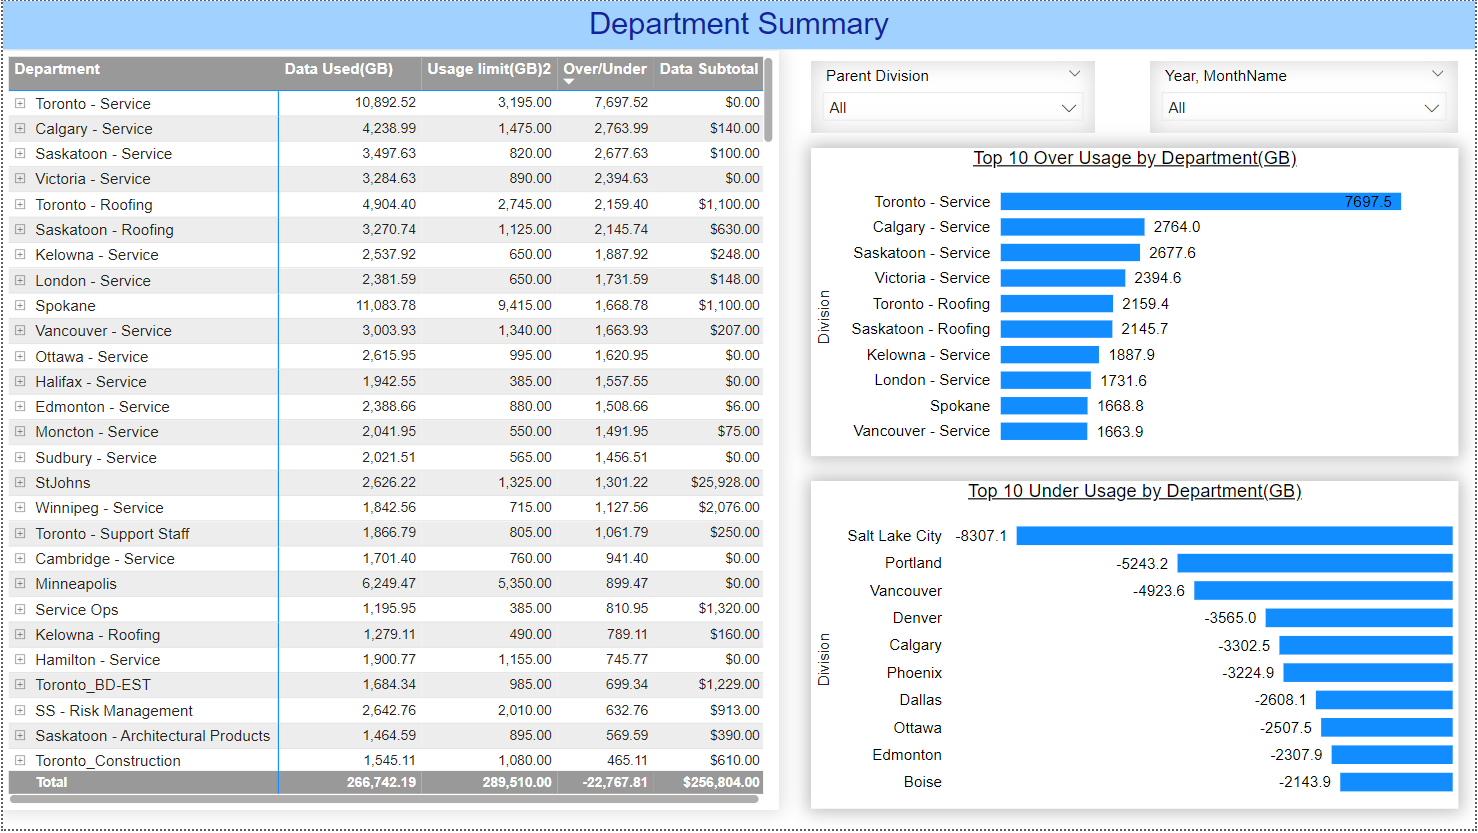 Department Summary
Department Data Used(GB) Usage limit(GB)2 Over/Under Data Subtotal
Toronto - Service 10,892.52 3,195.00 7,697.52 $0.00
Calgary - Service 4,238.99 1,475.00 2,763.99 $140.00
Saskatoon - Service 3,497.63 820.00 2,677.63 $100.00
Victoria - Service 3,284.63 890.00 2,394.63 $0.00
Toronto - Roofing 4,904.40 2,745.00 2,159.40 $1,100.00
Saskatoon - Roofing 3,270.74 1,125.00 2,145.74 $630.00
Kelowna - Service 2,537.92 650.00 1,887.92 $248.00
London - Service 2,381.59 650.00 1,731.59 $148.00
Spokane 11,083.78 9,415.00 1,668.78 $1,100.00
Vancouver - Service 3,003.93 1,340.00 1,663.93 $207.00
Ottawa - Service 2,615.95 995.00 1,620.95 $0.00
Halifax - Service 1,942.55 385.00 1,557.55 $0.00
Edmonton - Service 2,388.66 880.00 1,508.66 $6.00
Moncton - Service 2,041.95 550.00 1,491.95 $75.00
Sudbury - Service 2,021.51 565.00 1,456.51 $0.00
StJohns 2,626.22 1,325.00 1,301.22 $25,928.00
Winnipeg - Service 1,842.56 715.00 1,127.56 $2,076.00
Toronto - Support Staff 1,866.79 805.00 1,061.79 $250.00
Cambridge - Service 1,701.40 760.00 941.40 $0.00
Minneapolis 6,249.47 5,350.00 899.47 $0.00
Service Ops 1,195.95 385.00 810.95 $1,320.00
Kelowna - Roofing 1,279.11 490.00 789.11 $160.00
Hamilton - Service 1,900.77 1,155.00 745.77 $0.00
Toronto_BD-EST 1,684.34 985.00 699.34 $1,229.00
SS - Risk Management 2,642.76 2,010.00 632.76 $913.00
Saskatoon - Architectural Products 1,464.59 895.00 569.59 $390.00
Toronto_Construction 1,545.11 1,080.00 465.11 $610.00
Total 266,742.19 289,510.00 -22,767.81 $256,804.00
Parent Division
All
Year, MonthName
All
Top 10 Over Usage by Department(GB)
Division
Toronto - Service 7697.5
Calgary - Service 2764.0
Saskatoon - Service 2677.6
Victoria - Service 2394.6
Toronto - Roofing 2159.4
Saskatoon - Roofing 2145.7
Kelowna - Service 1887.9
London - Service 1731.6
Spokane 1668.8
Vancouver - Service 1663.9
Top 10 Under Usage by Department(GB)
Division
Salt Lake City -8307.1
Portland -5243.2
Vancouver -4923.6
Denver -3565.0
Calgary -3302.5
Phoenix -3224.9
Dallas -2608.1
Ottawa -2507.5
Edmonton -2307.9
Boise -2143.9